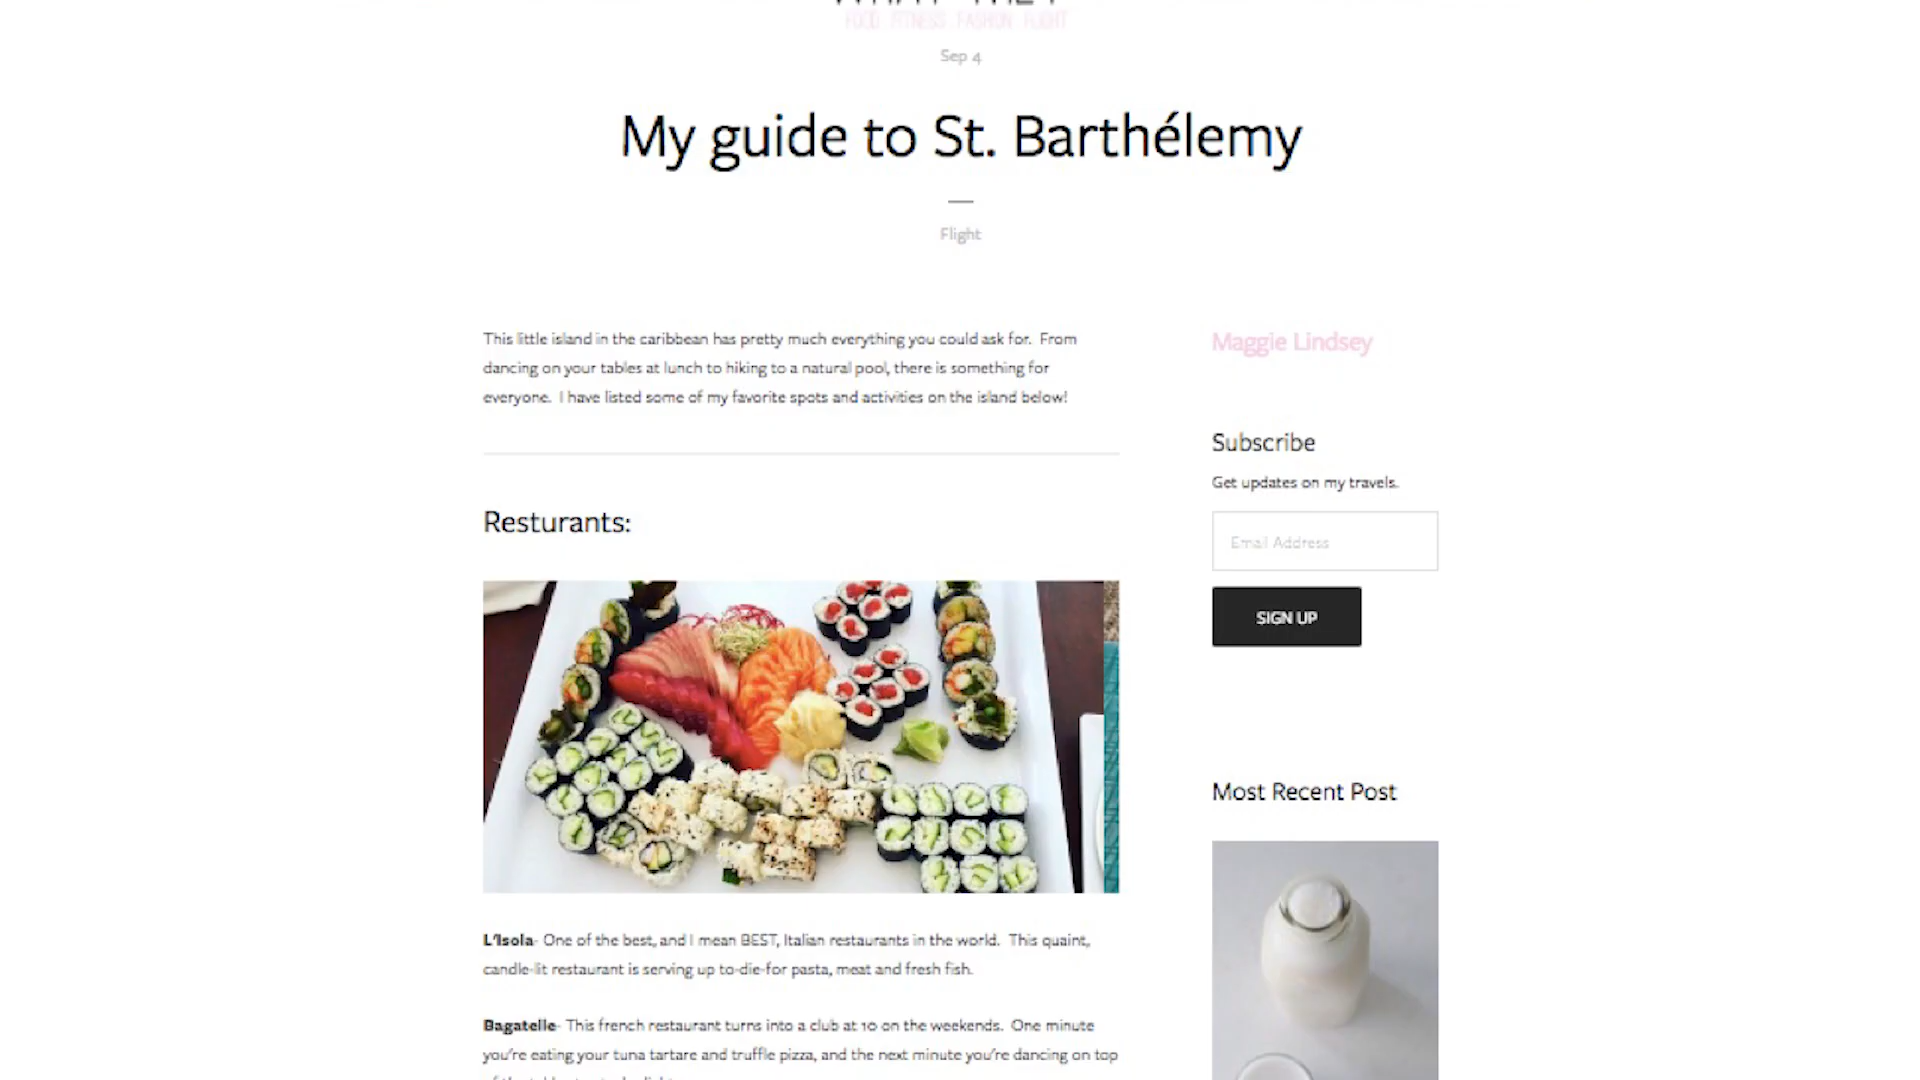 FOOD FITNESS FASHION FLIGHT
Sep 4
My guide to St. Barthélemy
Flight
This little island in the caribbean has pretty much everything you could ask for. From
dancing on your tables at lunch to hiking to a natural pool, there is something for
everyone. I have listed some of my favorite spots and activities on the island below!
Resturants:
L'Isola- One of the best, and I mean BEST, Italian restaurants in the world. This quaint,
candle-lit restaurant is serving up to-die-for pasta, meat and fresh fish.
Bagatelle- This french restaurant turns into a club at 10 on the weekends. One minute
you're eating your tuna tartare and truffle pizza, and the next minute you're dancing on top
Maggie Lindsey
Subscribe
Get updates on my travels.
Email Address
SIGN UP
Most Recent Post